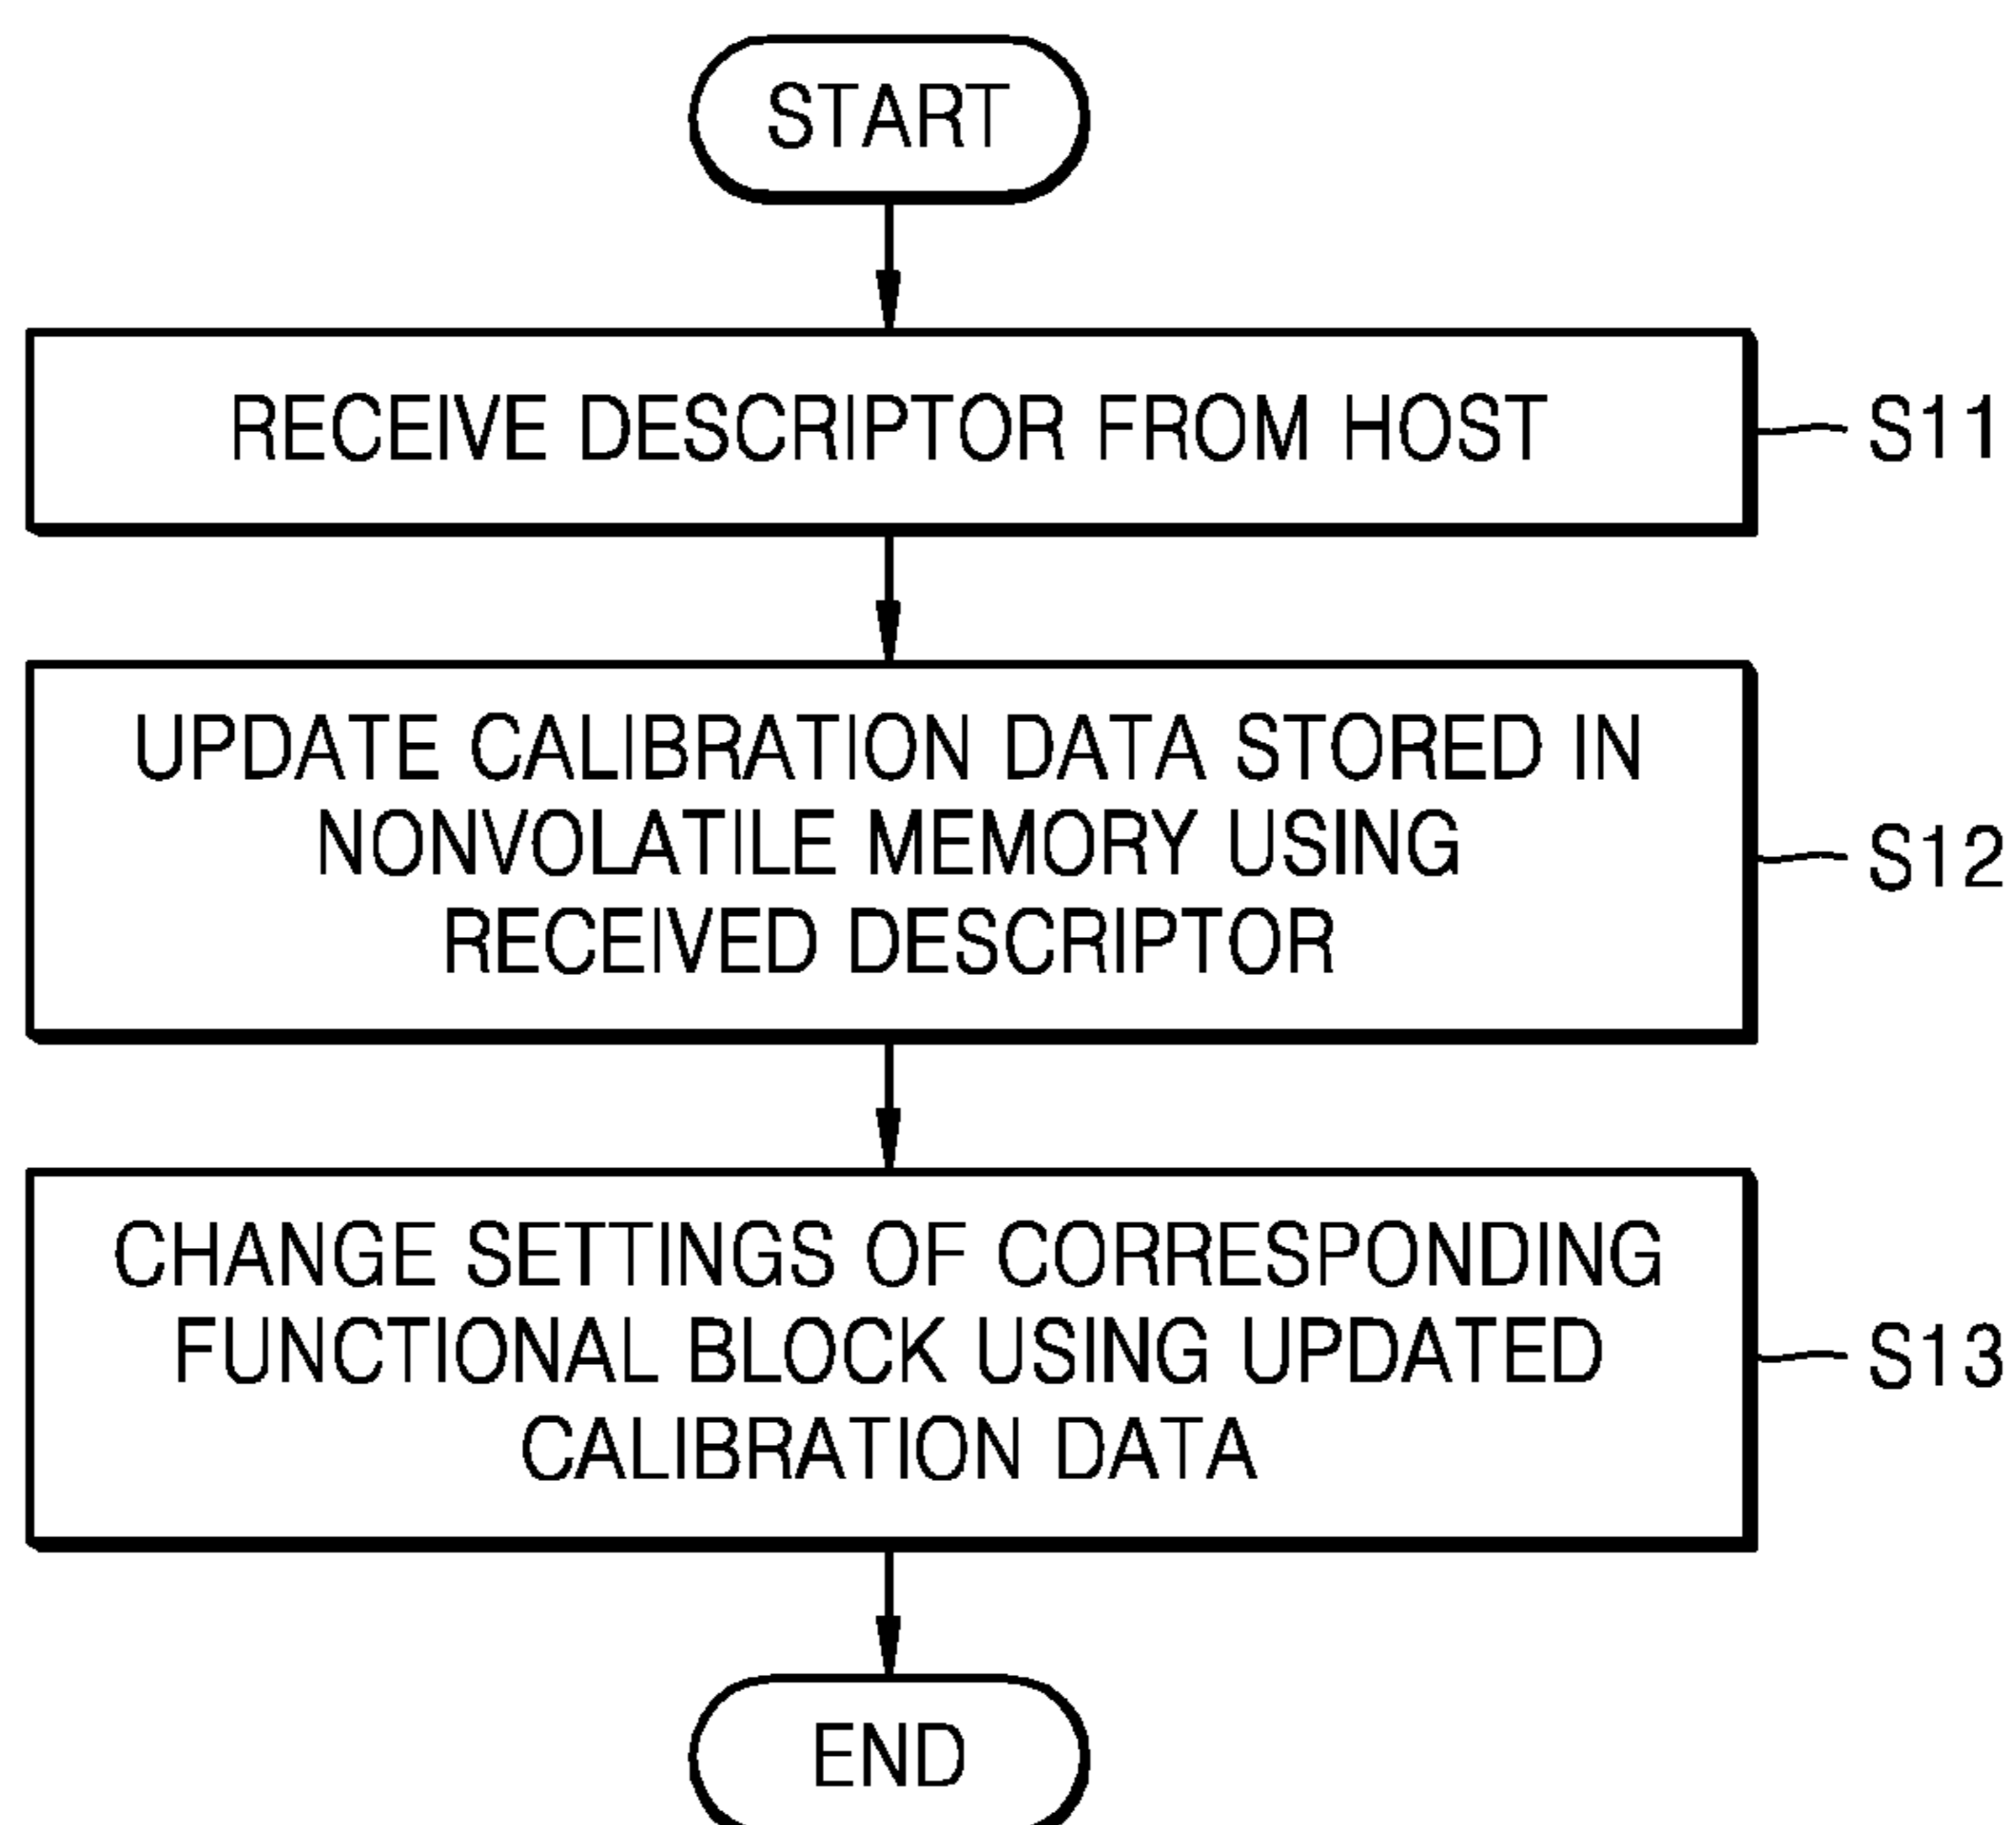 START
RECEIVE DESCRIPTOR FROM HOST
S11
UPDATE CALIBRATION DATA STORED IN
NONVOLATILE MEMORY USING
RECEIVED DESCRIPTOR
S12
CHANGE SETTINGS OF CORRESPONDING
FUNCTIONAL BLOCK USING UPDATED
CALIBRATION DATA
S13
END